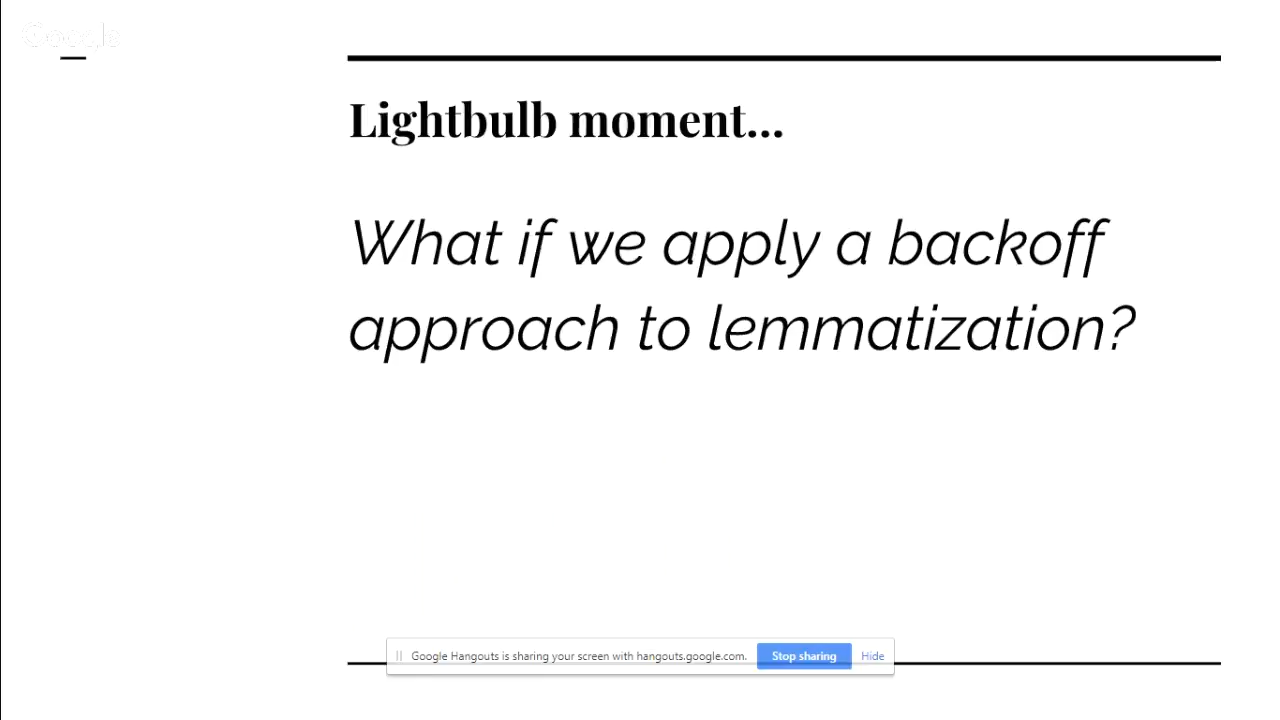 Google
Lightbulb moment...
What if we apply a backoff
approach to lemmatization?
Google Hangouts is sharing your screen with hangouts.google.com.
Stop sharing
Hide